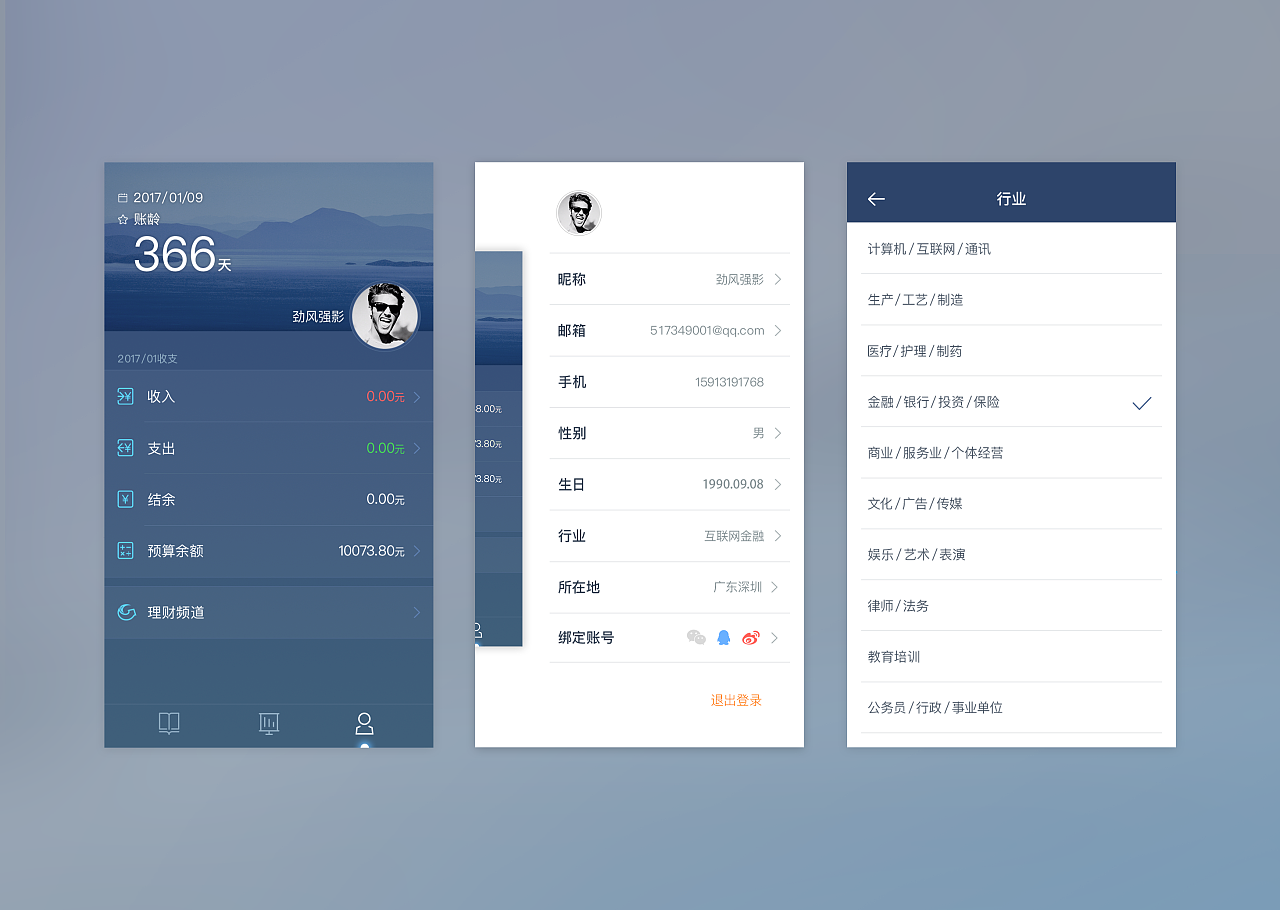 2017/01/09
账龄
366天
劲风强影
2017/01收支
收入 0.00元
支出 0.00元
结余 0.00元
预算余额 10073.80元
理财频道
8.00元
3.80元
3.80元
昵称 劲风强影
邮箱 517349001@qq.com
手机 15913191768
性别 男
生日 1990.09.08
行业 互联网金融
所在地 广东深圳
绑定账号
退出登录
行业
计算机/互联网/通讯
生产/工艺/制造
医疗/护理/制药
金融/银行/投资/保险
商业/服务业/个体经营
文化/广告/传媒
娱乐/艺术/表演
律师/法务
教育培训
公务员/行政/事业单位